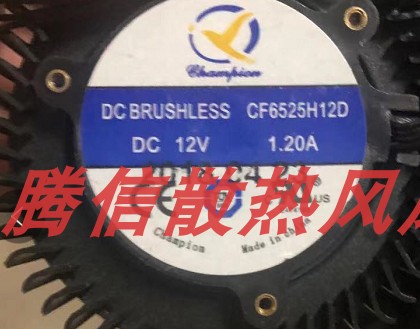 Champion
DC BRUSHLESS CF6525H12D
DC 12V 1.20A
腾信散热风
Champion
Made in